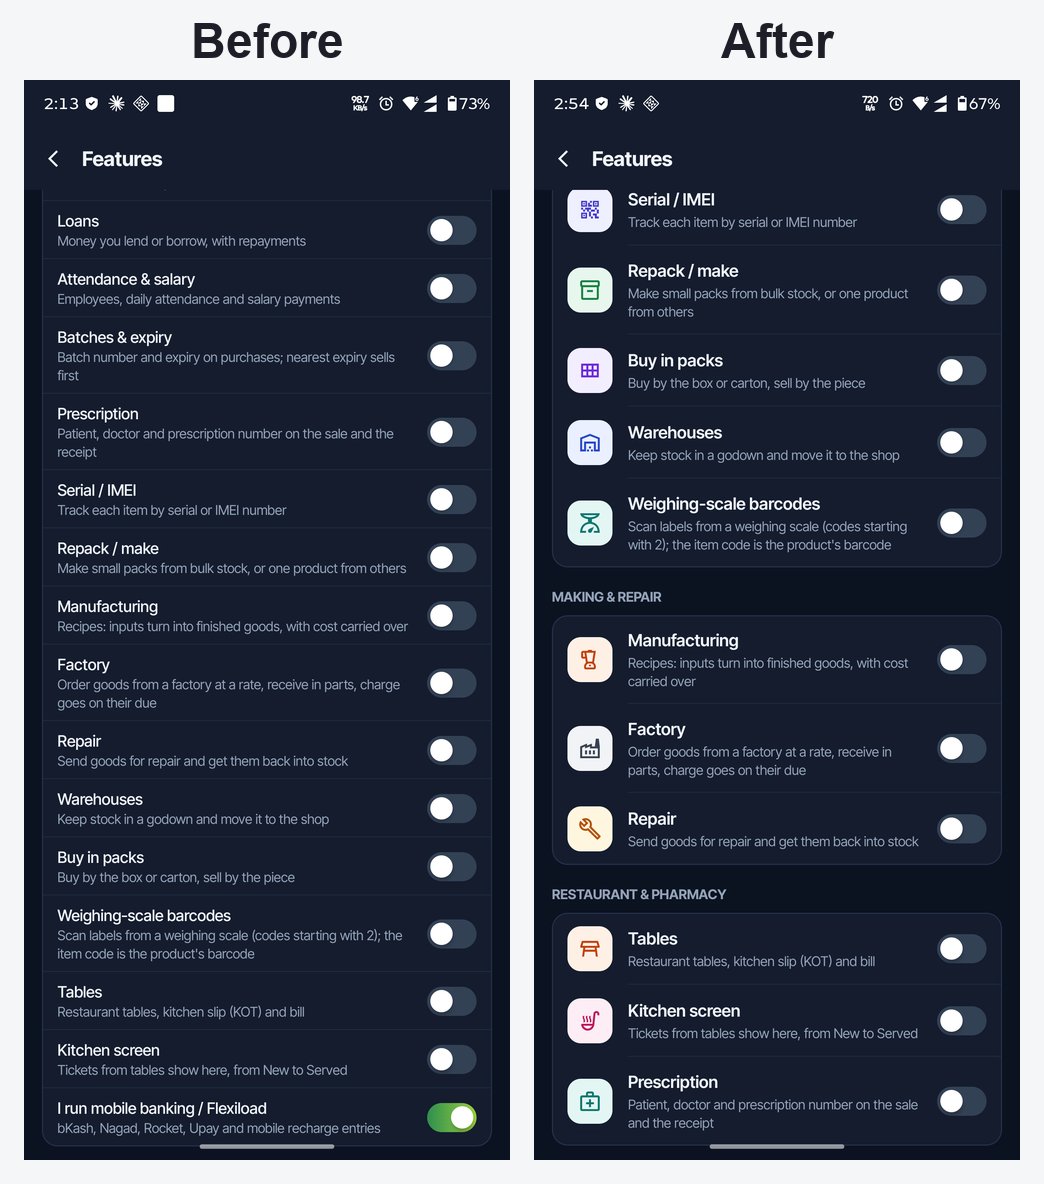 Before
2:13
98.7
KB/s
73%
Features
Loans
Money you lend or borrow, with repayments
Attendance & salary
Employees, daily attendance and salary payments
Batches & expiry
Batch number and expiry on purchases; nearest expiry sells
first
Prescription
Patient, doctor and prescription number on the sale and the
receipt
Serial / IMEI
Track each item by serial or IMEI number
Repack / make
Make small packs from bulk stock, or one product from others
Manufacturing
Recipes: inputs turn into finished goods, with cost carried over
Factory
Order goods from a factory at a rate, receive in parts, charge
goes on their due
Repair
Send goods for repair and get them back into stock
Warehouses
Keep stock in a godown and move it to the shop
Buy in packs
Buy by the box or carton, sell by the piece
Weighing-scale barcodes
Scan labels from a weighing scale (codes starting with 2); the
item code is the product's barcode
Tables
Restaurant tables, kitchen slip (KOT) and bill
Kitchen screen
Tickets from tables show here, from New to Served
I run mobile banking / Flexiload
bKash, Nagad, Rocket, Upay and mobile recharge entries
After
2:54
720
B/s
67%
Features
Serial / IMEI
Track each item by serial or IMEI number
Repack / make
Make small packs from bulk stock, or one product
from others
Buy in packs
Buy by the box or carton, sell by the piece
Warehouses
Keep stock in a godown and move it to the shop
Weighing-scale barcodes
Scan labels from a weighing scale (codes starting
with 2); the item code is the product's barcode
MAKING & REPAIR
Manufacturing
Recipes: inputs turn into finished goods, with cost
carried over
Factory
Order goods from a factory at a rate, receive in
parts, charge goes on their due
Repair
Send goods for repair and get them back into stock
RESTAURANT & PHARMACY
Tables
Restaurant tables, kitchen slip (KOT) and bill
Kitchen screen
Tickets from tables show here, from New to Served
Prescription
Patient, doctor and prescription number on the sale
and the receipt